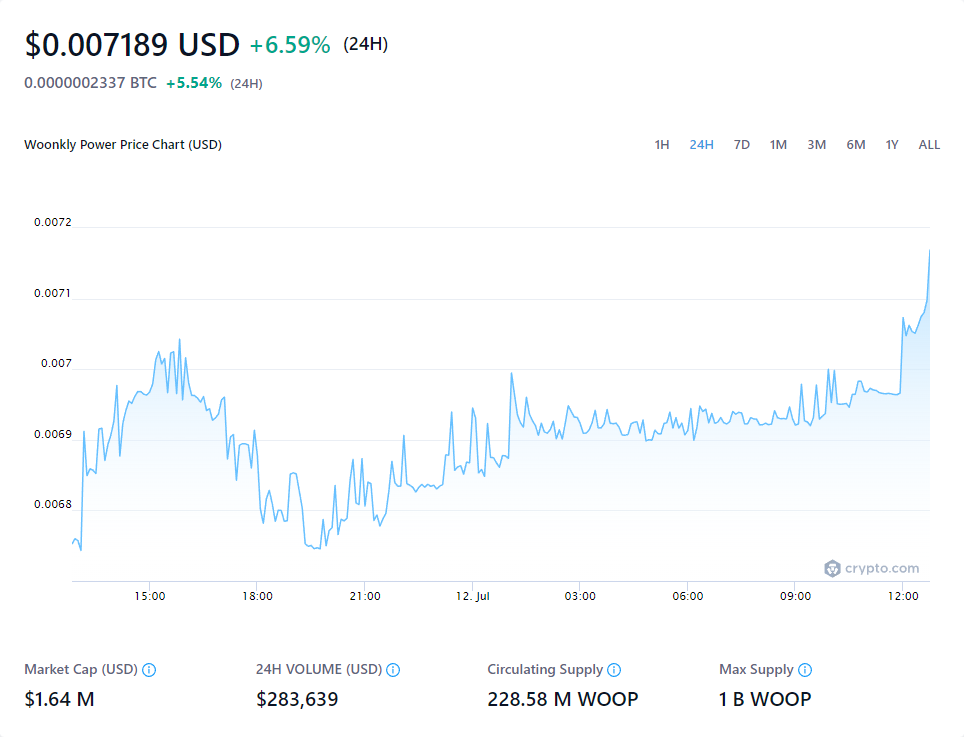 $0.007189 USD +6.59% (24H)
0.0000002337 BTC +5.54% (24H)
Woonkly Power Price Chart (USD) 1H 24H 7D 1M 3M 6M 1Y ALL
0.0072
0.0071
0.007
0.0069
0.0068
crypto.com
15:00 18:00 21:00 12. Jul 03:00 06:00 09:00 12:00
Market Cap (USD) 24H VOLUME (USD) Circulating Supply Max Supply
$1.64 M $283,639 228.58 M WOOP 1 B WOOP